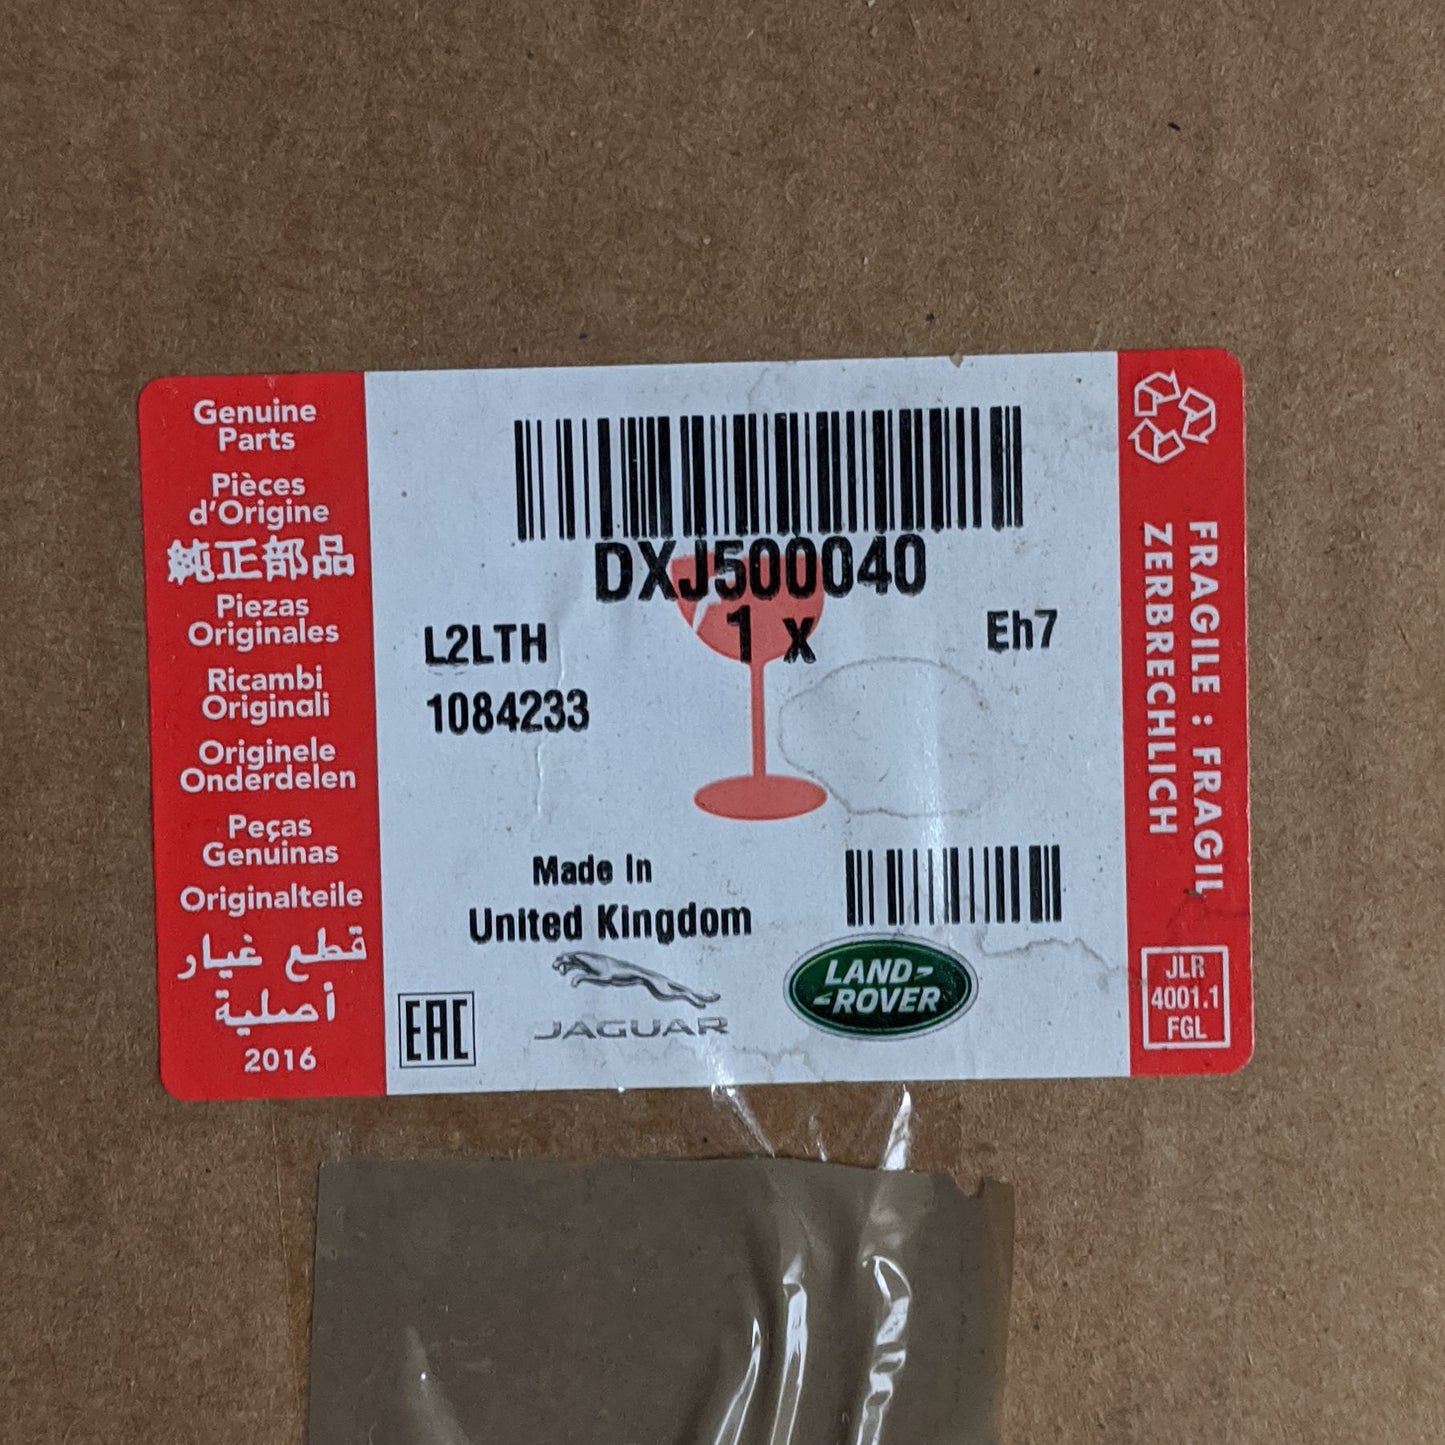 Genuine
Parts
Pièces
d'Origine
純正部品
Piezas
Originales
Ricambi
Originali
Originele
Onderdelen
Peças
Genuinas
Originalteile
قطع غيار
أصلية
2016
DXJ500040
1 x
L2LTH
Eh7
1084233
Made In
United Kingdom
EAC
JAGUAR
LAND-
-ROVER
FRAGILE : FRAGIL
ZERBRECHLICH
JLR
4001.1
FGL